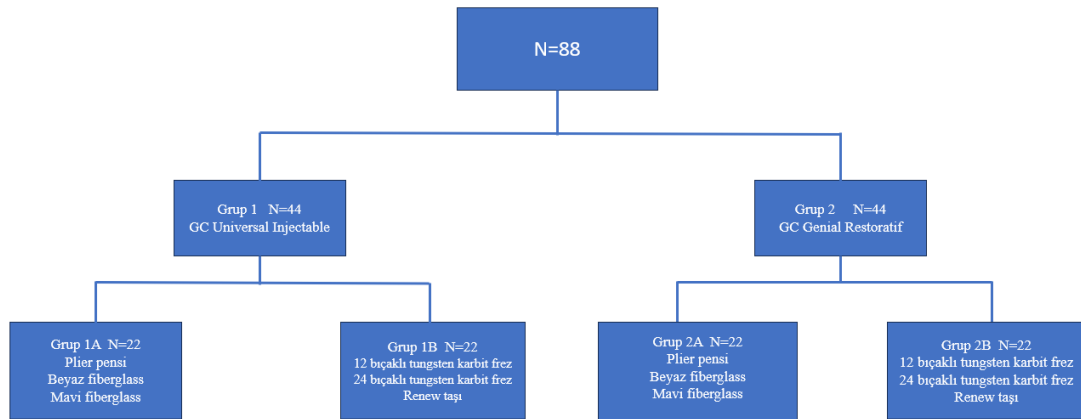 N=88
Grup 1 N=44
GC Universal Injectable
Grup 2 N=44
GC Genial Restoratif
Grup 1A N=22
Plier pensi
Beyaz fiberglass
Mavi fiberglass
Grup 1B N=22
12 bıçaklı tungsten karbit frez
24 bıçaklı tungsten karbit frez
Renew taşı
Grup 2A N=22
Plier pensi
Beyaz fiberglass
Mavi fiberglass
Grup 2B N=22
12 bıçaklı tungsten karbit frez
24 bıçaklı tungsten karbit frez
Renew taşı